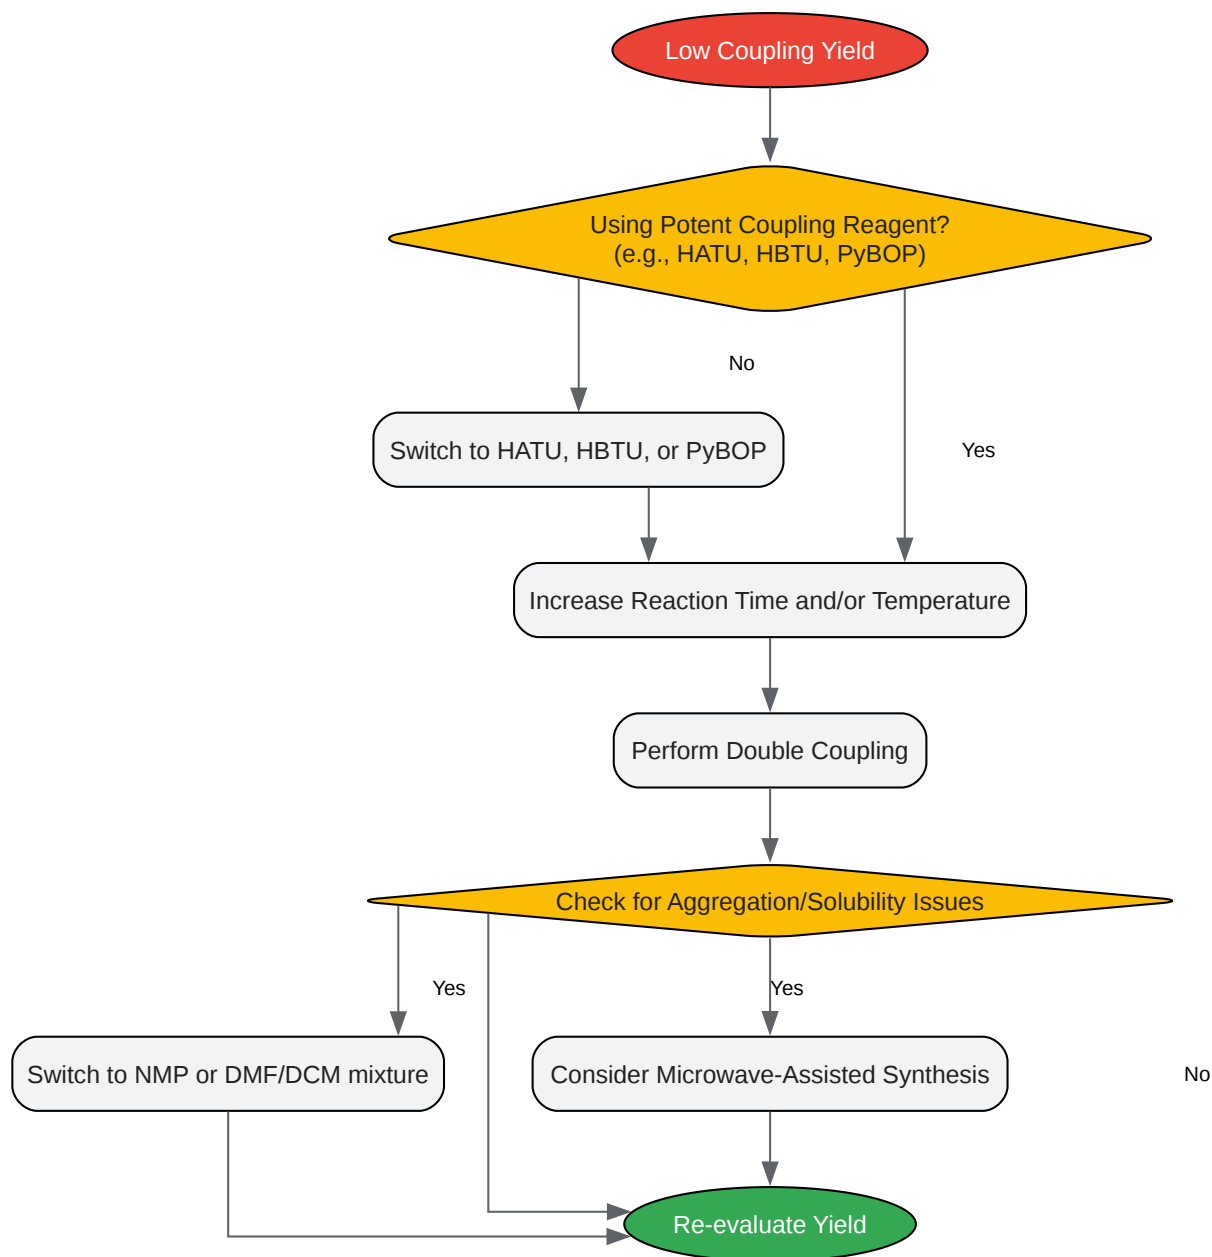 Low Coupling Yield
Using Potent Coupling Reagent?
(e.g., HATU, HBTU, PyBOP)
No
Switch to HATU, HBTU, or PyBOP
Yes
Increase Reaction Time and/or Temperature
Perform Double Coupling
Check for Aggregation/Solubility Issues
Yes
Yes
Switch to NMP or DMF/DCM mixture
Consider Microwave-Assisted Synthesis
No
Re-evaluate Yield